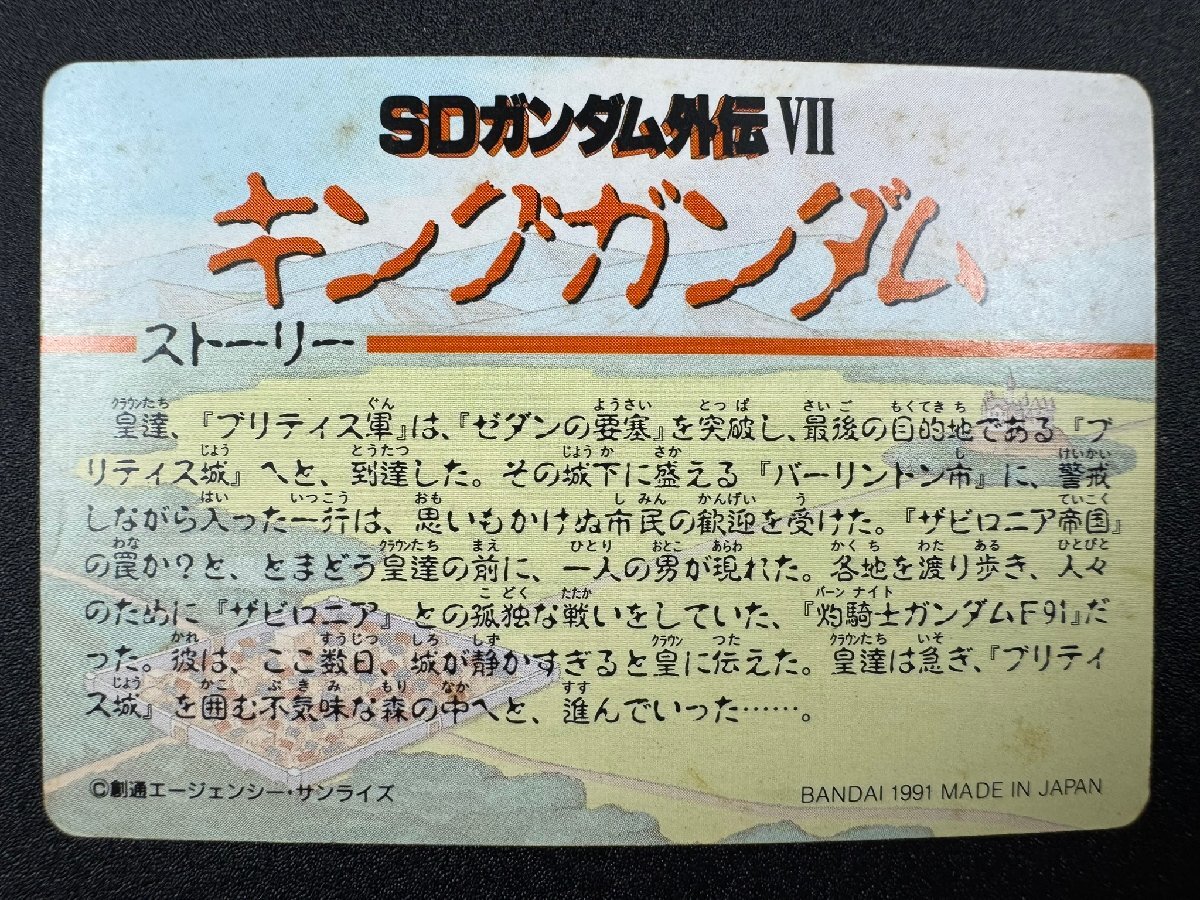 SDガンダム外伝 VII
キングガンダム
ストーリー
皇達、『ブリティス軍』は、『ゼダンの要塞』を突破し、最後の目的地である『ブ
リティス城』へと、到達した。その城下に盛える『バーリントン市』に、警戒
しながら入った一行は、思いもかけぬ市民の歓迎を受けた。『ザビロニア帝国』
の罠か?と、とまどう皇達の前に、一人の男が現れた。各地を渡り歩き、人々
のために『ザビロニア』との孤独な戦いをしていた、『灼騎士ガンダムF91』だ
った。彼は、ここ数日、城が静かすぎると皇に伝えた。皇達は急ぎ、『ブリティ
ス城』を囲む不気味な森の中へと、進んでいった……。
©創通エージェンシー・サンライズ
BANDAI 1991 MADE IN JAPAN